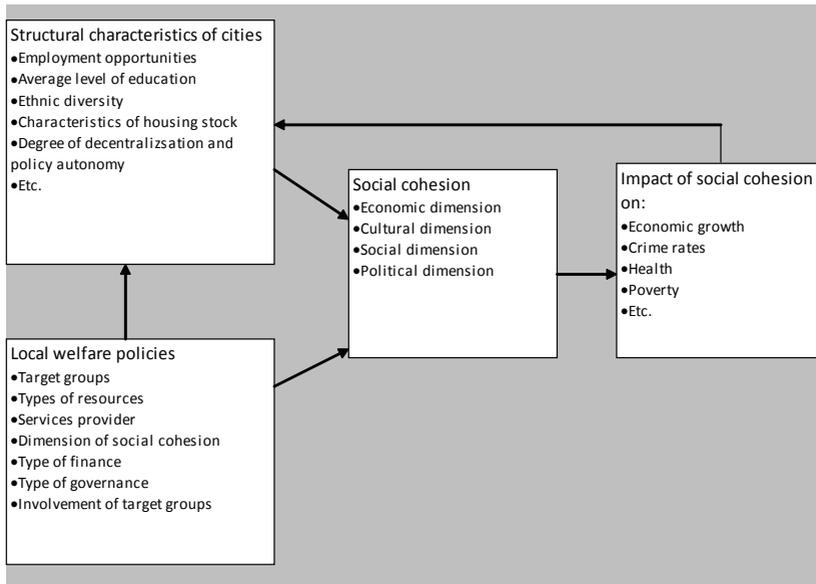 Structural characteristics of cities
•Employment opportunities
•Average level of education
•Ethnic diversity
•Characteristics of housing stock
•Degree of decentralizsation and
policy autonomy
•Etc.
Social cohesion
•Economic dimension
•Cultural dimension
•Social dimension
•Political dimension
Impact of social cohesion
on:
•Economic growth
•Crime rates
•Health
•Poverty
•Etc.
Local welfare policies
•Target groups
•Types of resources
•Services provider
•Dimension of social cohesion
•Type of finance
•Type of governance
•Involvement of target groups